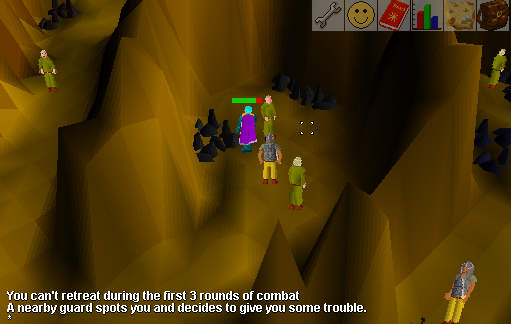 You can't retreat during the first 3 rounds of combat
A nearby guard spots you and decides to give you some trouble.
*